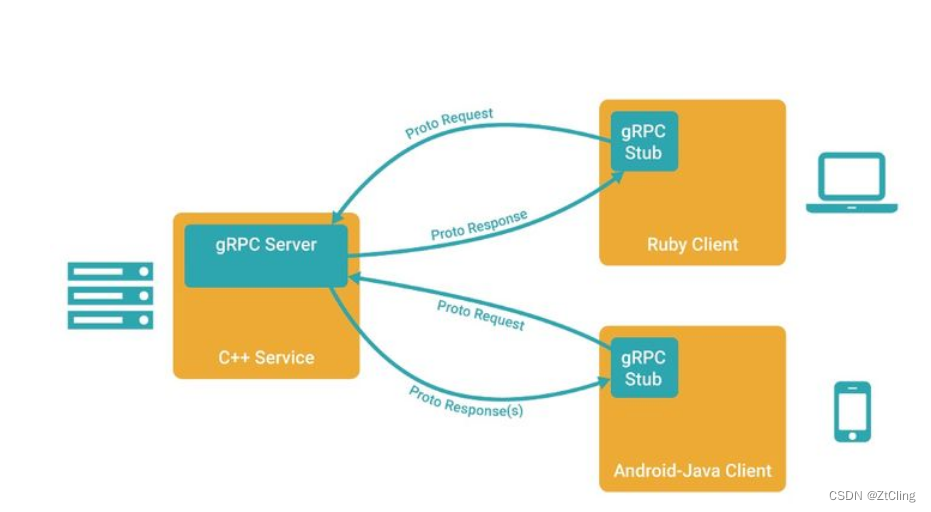 Proto Request
gRPC
Stub
Proto Response
Ruby Client
gRPC Server
C++ Service
Proto Request
gRPC
Stub
Proto Response(s)
Android-Java Client
CSDN @ZtCling